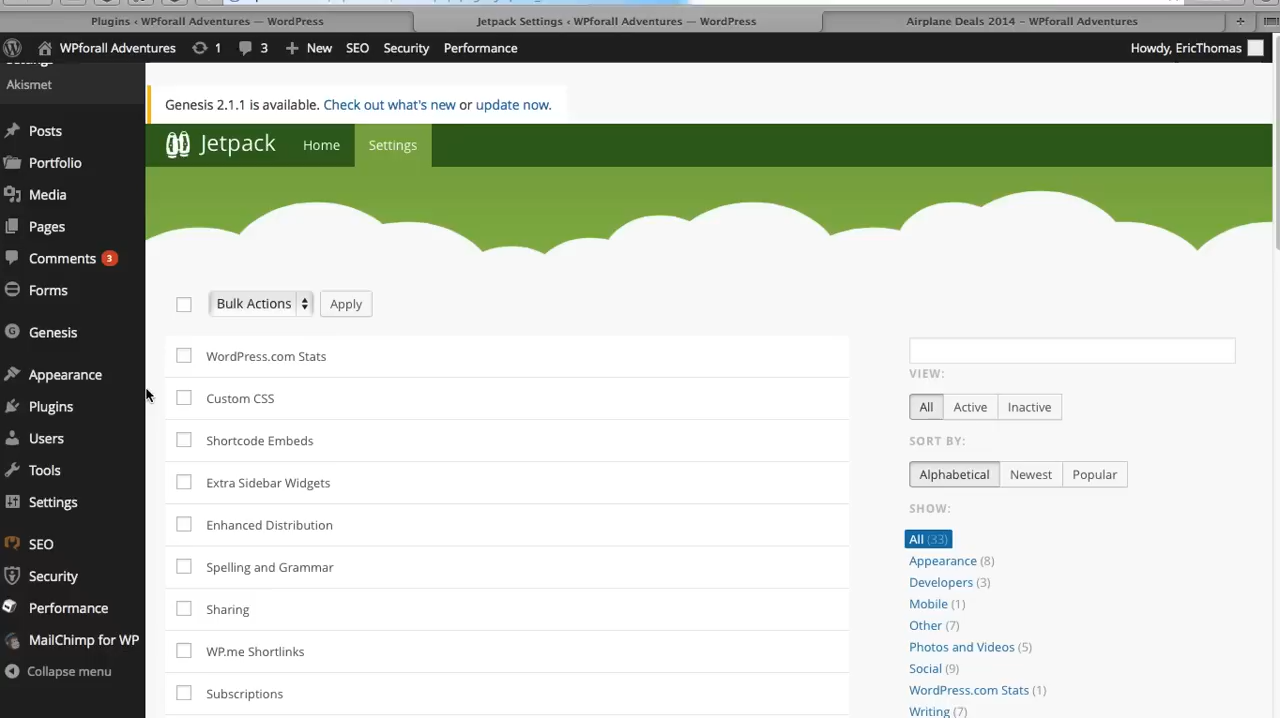 Plugins ‹ WPforall Adventures — WordPress
Jetpack Settings ‹ WPforall Adventures — WordPress
Airplane Deals 2014 – WPforall Adventures
WPforall Adventures 1 3 New SEO Security Performance Howdy, EricThomas
Akismet
Posts
Portfolio
Media
Pages
Comments 3
Forms
Genesis
Appearance
Plugins
Users
Tools
Settings
SEO
Security
Performance
MailChimp for WP
Collapse menu
Genesis 2.1.1 is available. Check out what's new or update now.
Jetpack Home Settings
Bulk Actions Apply
WordPress.com Stats
Custom CSS
Shortcode Embeds
Extra Sidebar Widgets
Enhanced Distribution
Spelling and Grammar
Sharing
WP.me Shortlinks
Subscriptions
VIEW:
All Active Inactive
SORT BY:
Alphabetical Newest Popular
SHOW:
All (33)
Appearance (8)
Developers (3)
Mobile (1)
Other (7)
Photos and Videos (5)
Social (9)
WordPress.com Stats (1)
Writing (7)